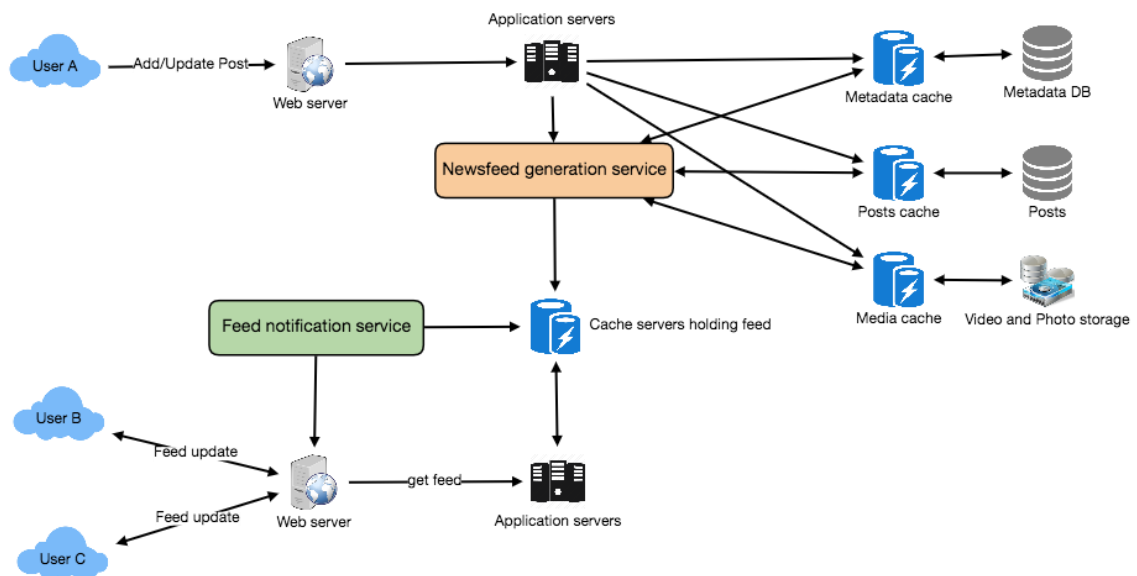 Application servers
User A
Add/Update Post
Web server
Metadata cache
Metadata DB
Newsfeed generation service
Posts cache
Posts
Media cache
Video and Photo storage
Feed notification service
Cache servers holding feed
User B
Feed update
get feed
Feed update
Web server
Application servers
User C